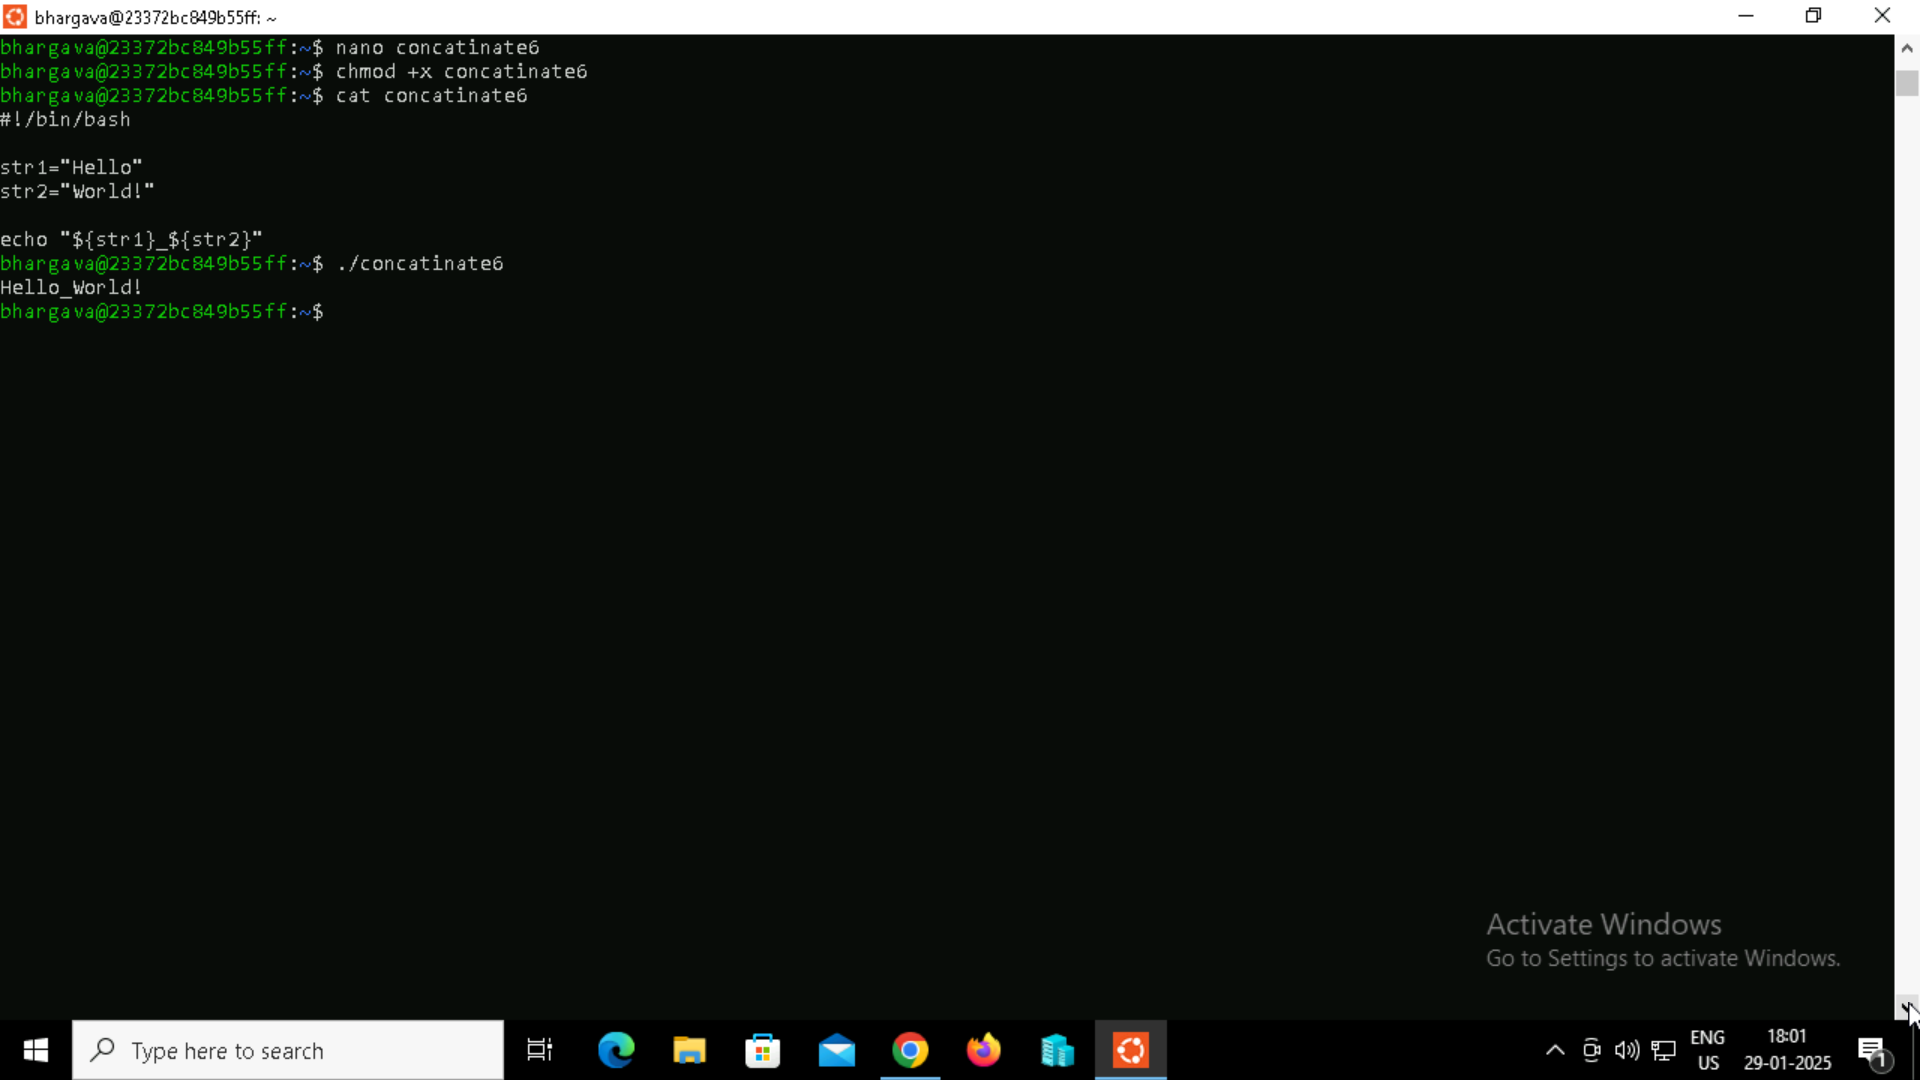 bhargava@23372bc849b55ff: ~
bhargava@23372bc849b55ff:~$ nano concatinate6
bhargava@23372bc849b55ff:~$ chmod +x concatinate6
bhargava@23372bc849b55ff:~$ cat concatinate6
#!/bin/bash
str1="Hello"
str2="World!"
echo "${str1}_${str2}"
bhargava@23372bc849b55ff:~$ ./concatinate6
Hello_World!
bhargava@23372bc849b55ff:~$
Activate Windows
Go to Settings to activate Windows.
Type here to search
ENG
US
18:01
29-01-2025
1